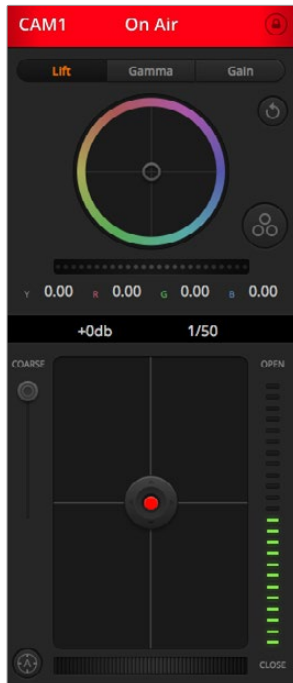 CAM1 On Air
Lift Gamma Gain
Y 0.00 R 0.00 G 0.00 B 0.00
+0db 1/50
COARSE OPEN
A
CLOSE